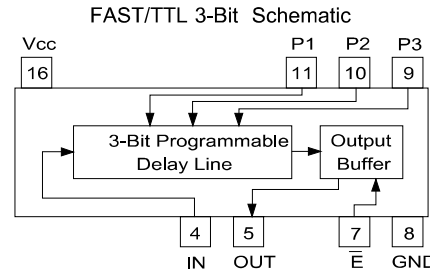 FAST/TTL 3-Bit Schematic
Vcc P1 P2 P3
16 11 10 9
3-Bit Programmable
Delay Line
Output
Buffer
4 5 7 8
IN OUT E̅ GND